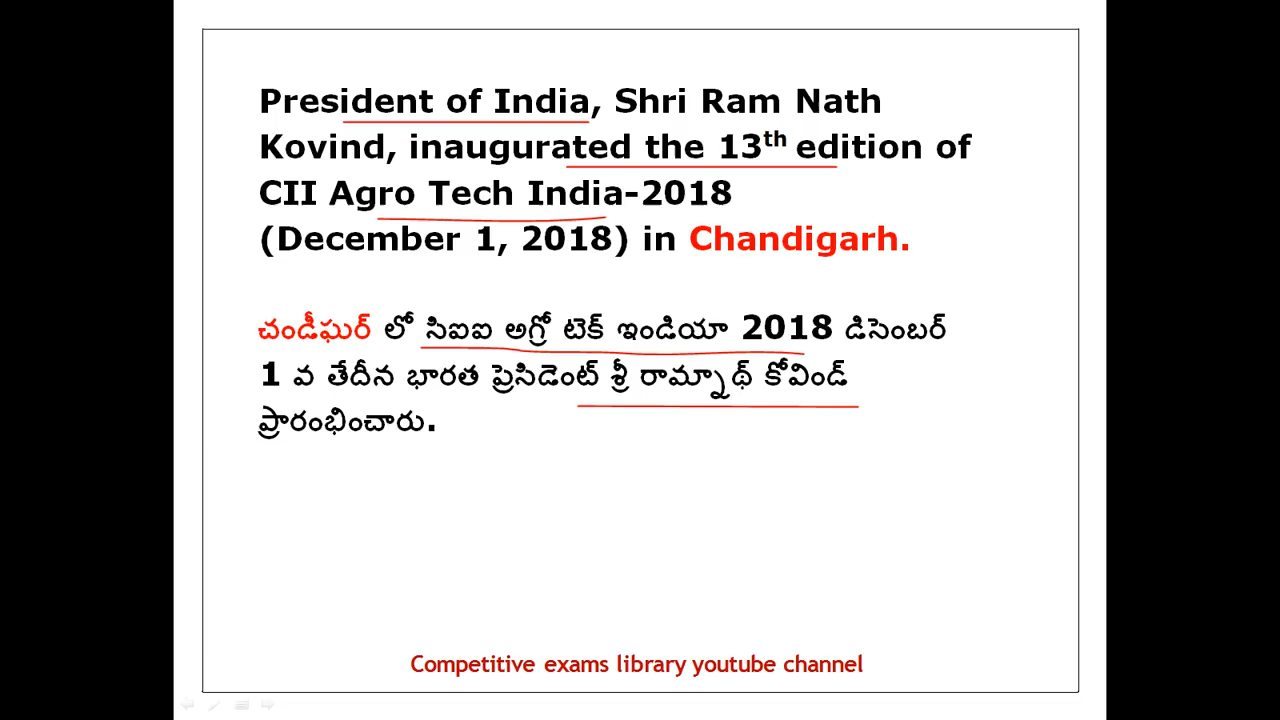 President of India, Shri Ram Nath
Kovind, inaugurated the 13th edition of
CII Agro Tech India-2018
(December 1, 2018) in Chandigarh.
చండీఘర్ లో సిఐఐ అగ్రో టెక్ ఇండియా 2018 డిసెంబర్
1 వ తేదీన భారత ప్రెసిడెంట్ శ్రీ రామ్నాథ్ కోవిండ్
ప్రారంభించారు.
Competitive exams library youtube channel